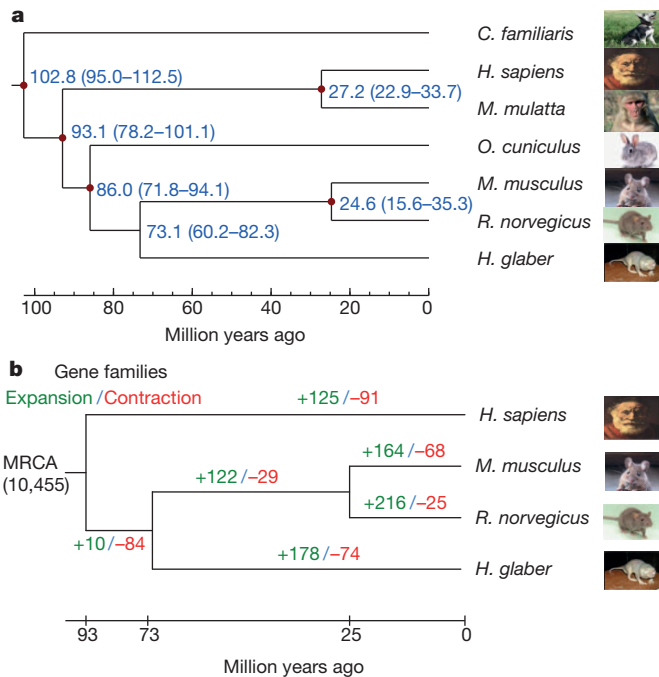 a
C. familiaris
H. sapiens
102.8 (95.0–112.5)
27.2 (22.9–33.7)
M. mulatta
93.1 (78.2–101.1)
O. cuniculus
M. musculus
86.0 (71.8–94.1)
24.6 (15.6–35.3)
R. norvegicus
73.1 (60.2–82.3)
H. glaber
100 80 60 40 20 0
Million years ago
b
Gene families
Expansion /Contraction
+125/–91
H. sapiens
+164/–68
MRCA
(10,455)
M. musculus
+122/–29
+216/–25
R. norvegicus
+10/–84
+178/–74
H. glaber
93 73 25 0
Million years ago